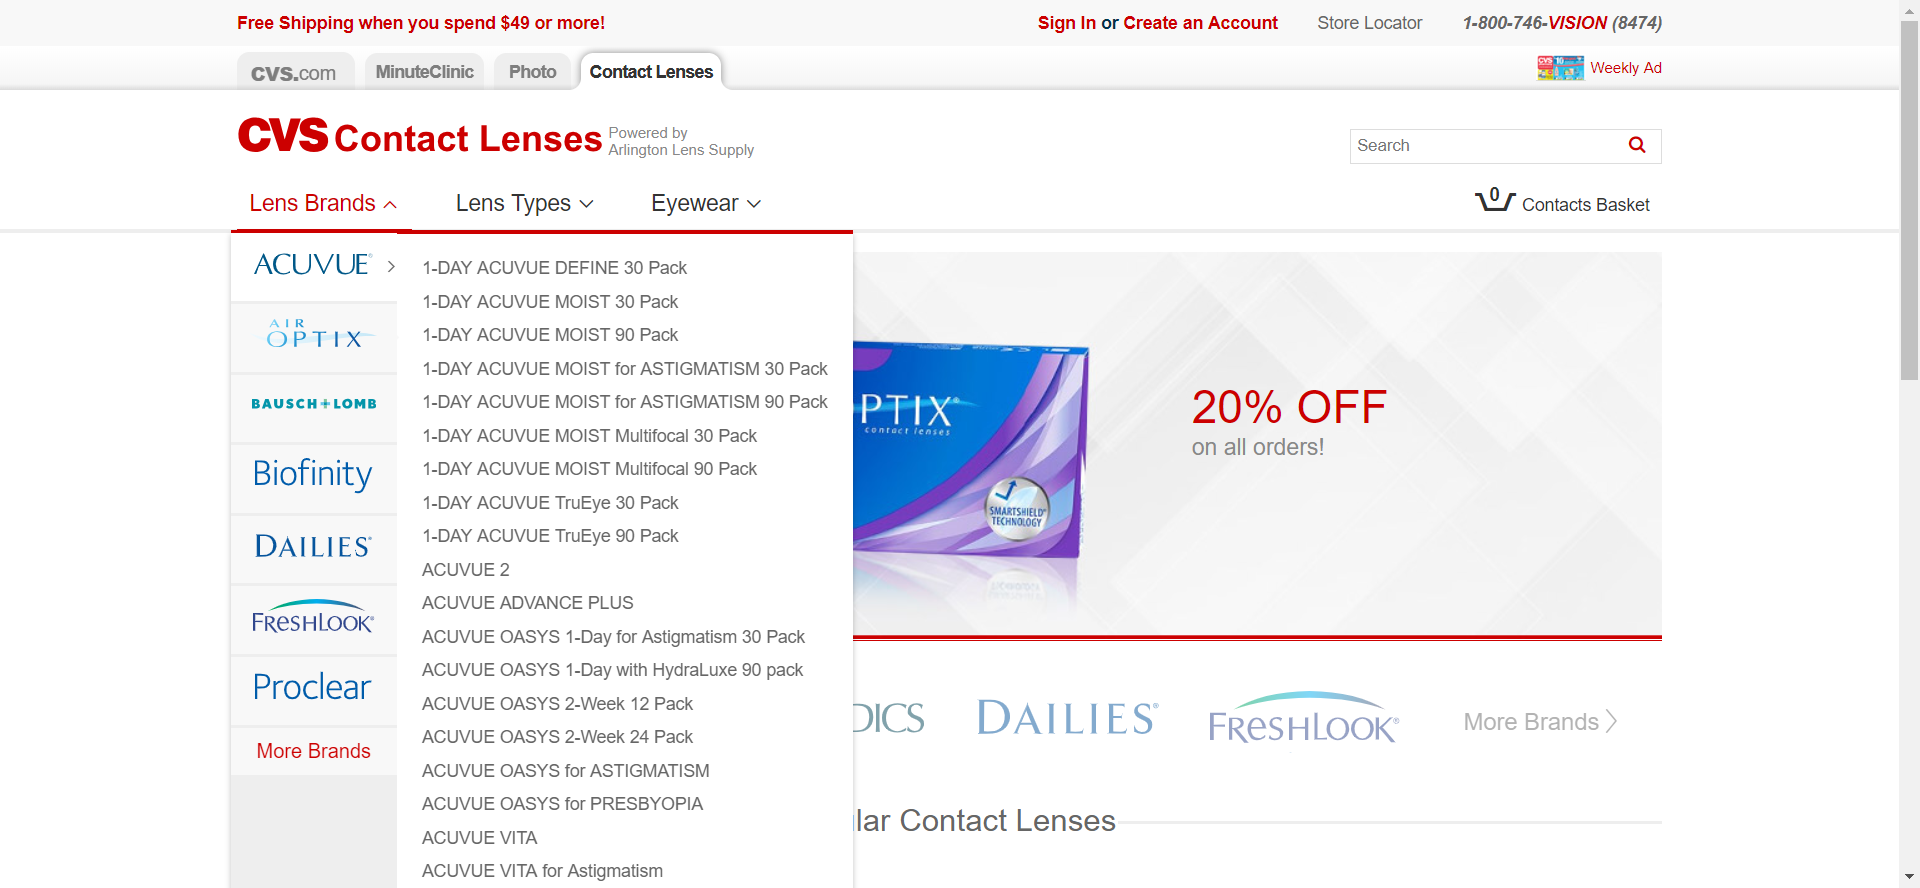 Free Shipping when you spend $49 or more!
Sign In or Create an Account
Store Locator
1-800-746-VISION (8474)
CVS.com
MinuteClinic
Photo
Contact Lenses
Weekly Ad
CVS Contact Lenses
Powered by
Arlington Lens Supply
Search
Lens Brands
Lens Types
Eyewear
0
Contacts Basket
ACUVUE
AIR
OPTIX
BAUSCH+LOMB
Biofinity
DAILIES
FRESHLOOK
Proclear
More Brands
1-DAY ACUVUE DEFINE 30 Pack
1-DAY ACUVUE MOIST 30 Pack
1-DAY ACUVUE MOIST 90 Pack
1-DAY ACUVUE MOIST for ASTIGMATISM 30 Pack
1-DAY ACUVUE MOIST for ASTIGMATISM 90 Pack
1-DAY ACUVUE MOIST Multifocal 30 Pack
1-DAY ACUVUE MOIST Multifocal 90 Pack
1-DAY ACUVUE TruEye 30 Pack
1-DAY ACUVUE TruEye 90 Pack
ACUVUE 2
ACUVUE ADVANCE PLUS
ACUVUE OASYS 1-Day for Astigmatism 30 Pack
ACUVUE OASYS 1-Day with HydraLuxe 90 pack
ACUVUE OASYS 2-Week 12 Pack
ACUVUE OASYS 2-Week 24 Pack
ACUVUE OASYS for ASTIGMATISM
ACUVUE OASYS for PRESBYOPIA
ACUVUE VITA
ACUVUE VITA for Astigmatism
PTIX
contact lenses
SMARTSHIELD
TECHNOLOGY
20% OFF
on all orders!
DICS
DAILIES
FRESHLOOK
More Brands
lar Contact Lenses